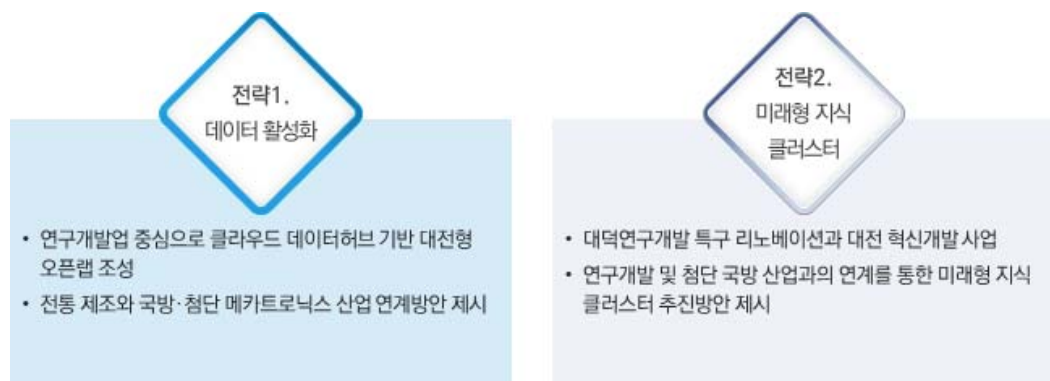 전략1.
데이터 활성화
• 연구개발업 중심으로 클라우드 데이터허브 기반 대전형
오픈랩 조성
• 전통 제조와 국방·첨단 메카트로닉스 산업 연계방안 제시
전략2.
미래형 지식
클러스터
• 대덕연구개발 특구 리노베이션과 대전 혁신개발 사업
• 연구개발 및 첨단 국방 산업과의 연계를 통한 미래형 지식
클러스터 추진방안 제시